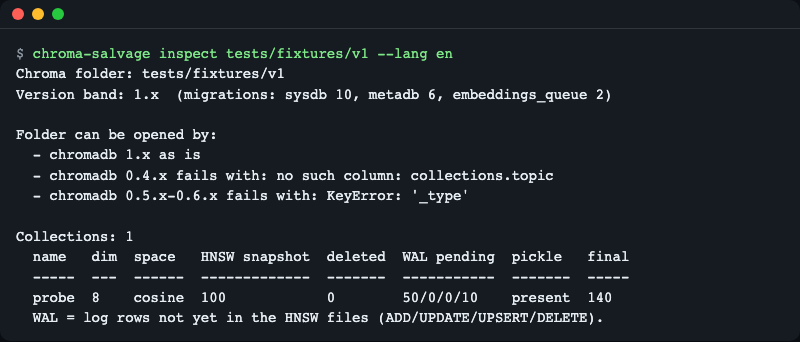 $ chroma-salvage inspect tests/fixtures/v1 --lang en
Chroma folder: tests/fixtures/v1
Version band: 1.x  (migrations: sysdb 10, metadb 6, embeddings_queue 2)

Folder can be opened by:
  - chromadb 1.x as is
  - chromadb 0.4.x fails with: no such column: collections.topic
  - chromadb 0.5.x-0.6.x fails with: KeyError: '_type'

Collections: 1
  name   dim  space   HNSW snapshot  deleted  WAL pending  pickle   final
  -----  ---  ------  -------------  -------  -----------  -------  -----
  probe  8    cosine  100            0        50/0/0/10    present  140
  WAL = log rows not yet in the HNSW files (ADD/UPDATE/UPSERT/DELETE).